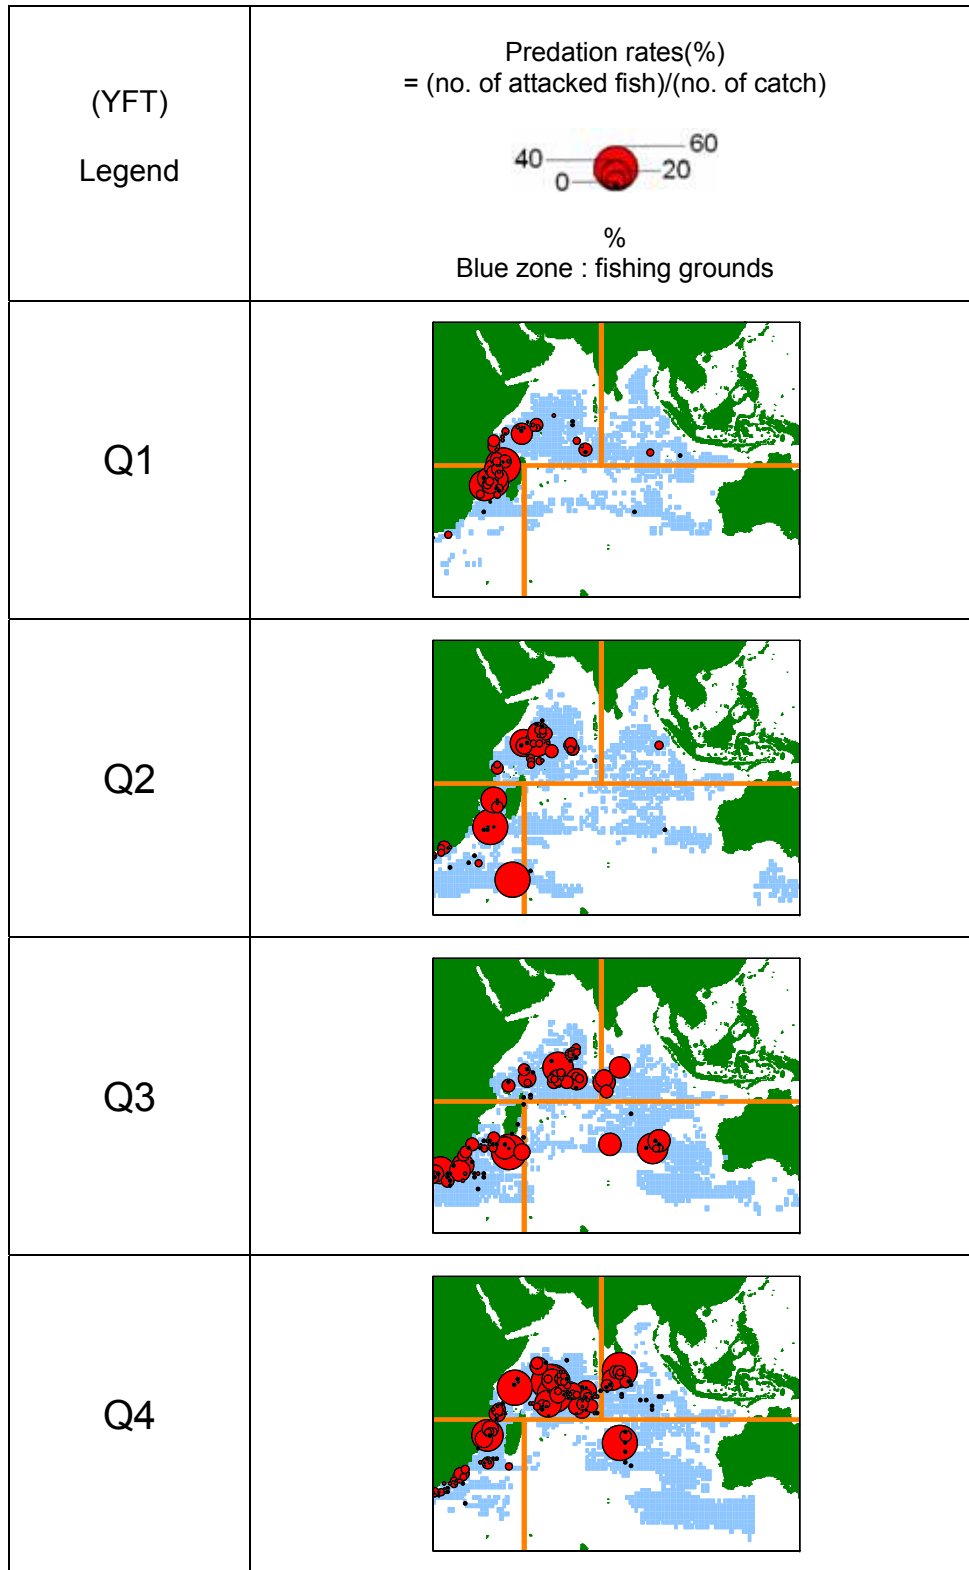 (YFT)
Legend
Predation rates(%)
= (no. of attacked fish)/(no. of catch)
60
40
20
0
%
Blue zone : fishing grounds
Q1
Q2
Q3
Q4